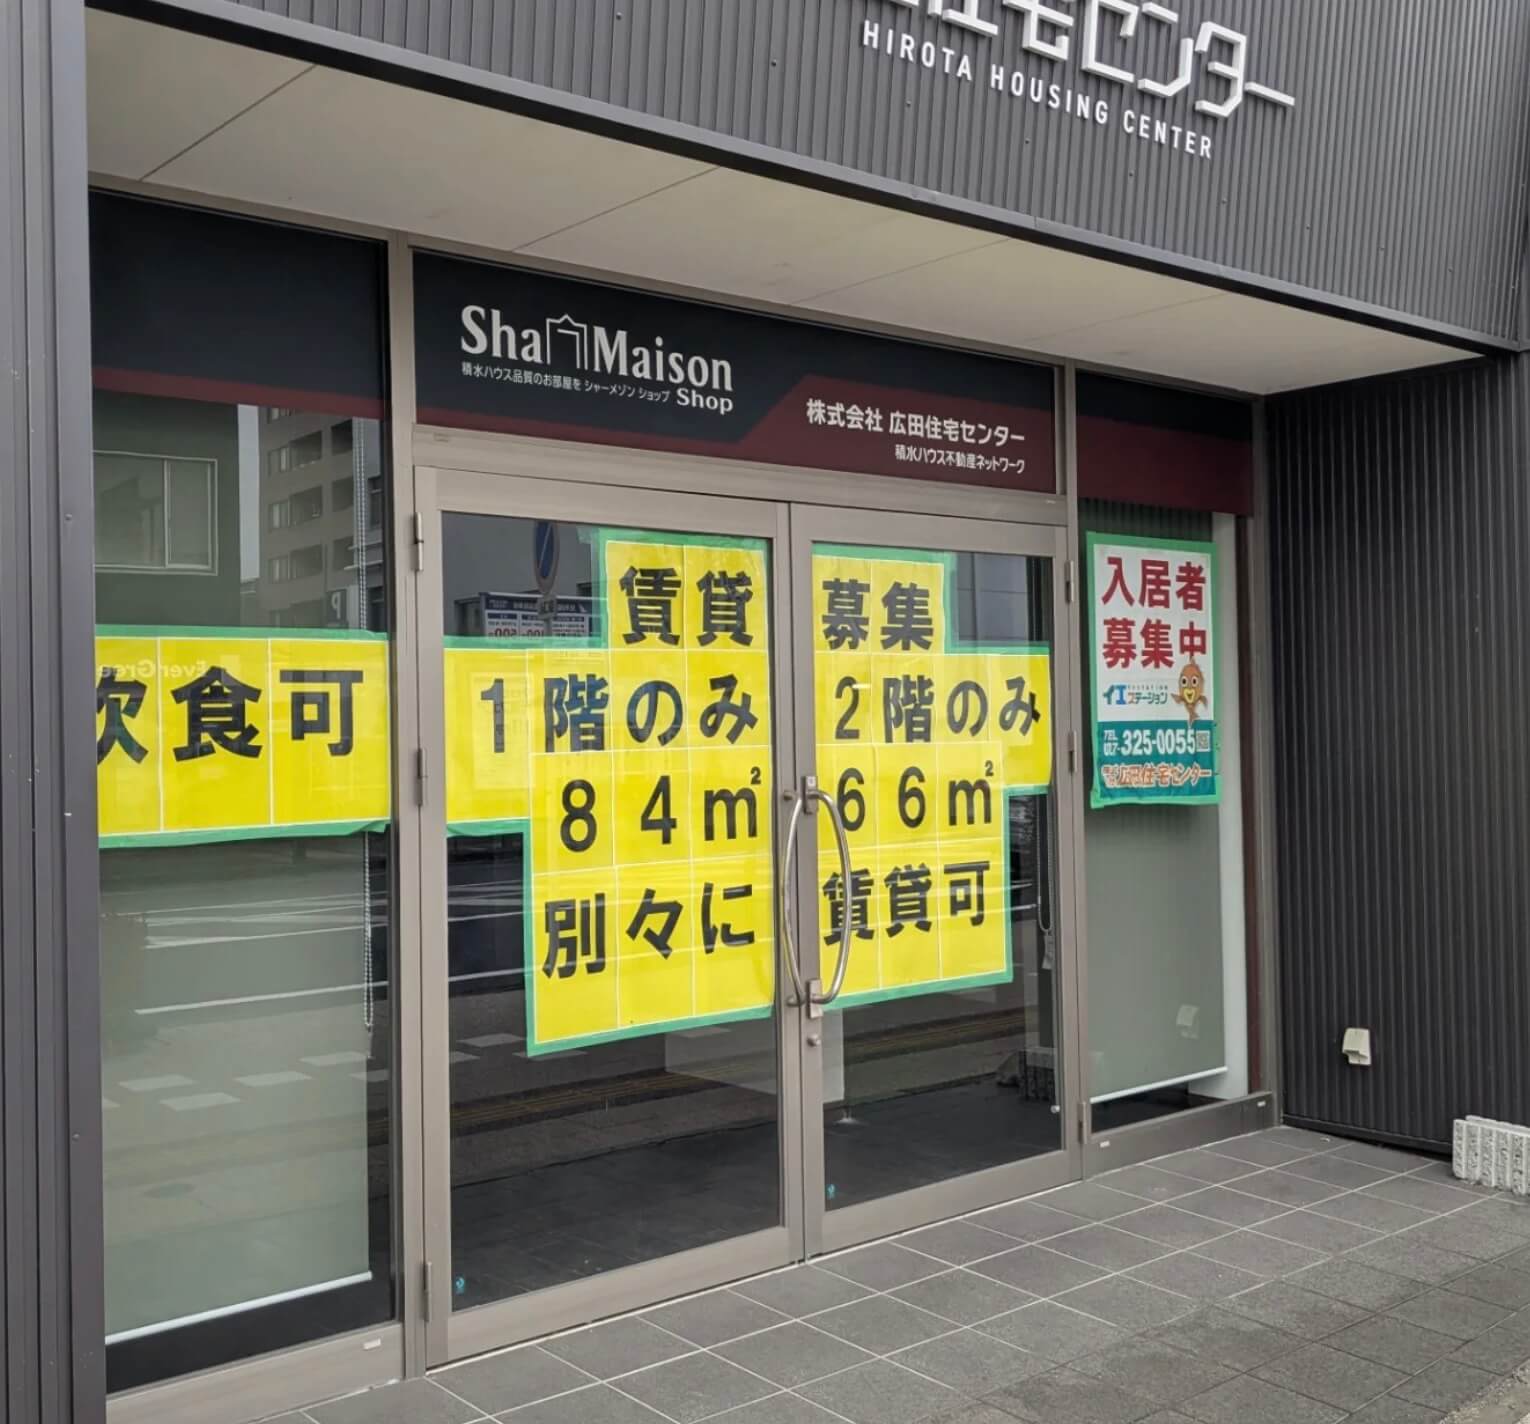 住宅センター
HIROTA HOUSING CENTER
Sha Maison
積水ハウス品質のお部屋を シャーメゾン ショップ Shop
株式会社 広田住宅センター
積水ハウス不動産ネットワーク
飲食可
賃貸募集
1階のみ 2階のみ
84㎡ 66㎡
別々に賃貸可
入居者
募集中
イエステーション
TEL
017-325-0055
広田住宅センター
EverGree
P